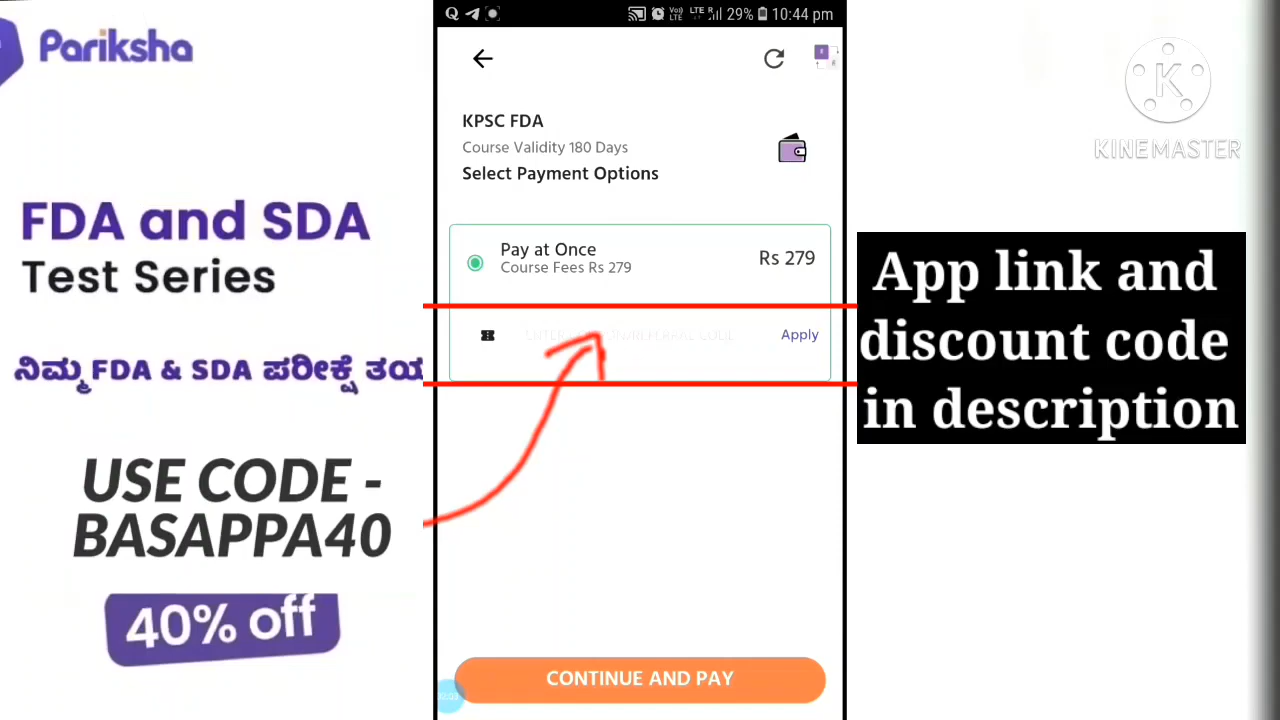 Pariksha
FDA and SDA
Test Series
ನಿಮ್ಮ FDA & SDA ಪರೀಕ್ಷೆ ತಯ
USE CODE -
BASAPPA40
40% off
10:44 pm
29%
KPSC FDA
Course Validity 180 Days
Select Payment Options
Pay at Once
Course Fees Rs 279
Rs 279
Apply
CONTINUE AND PAY
KINEMASTER
App link and
discount code
in description